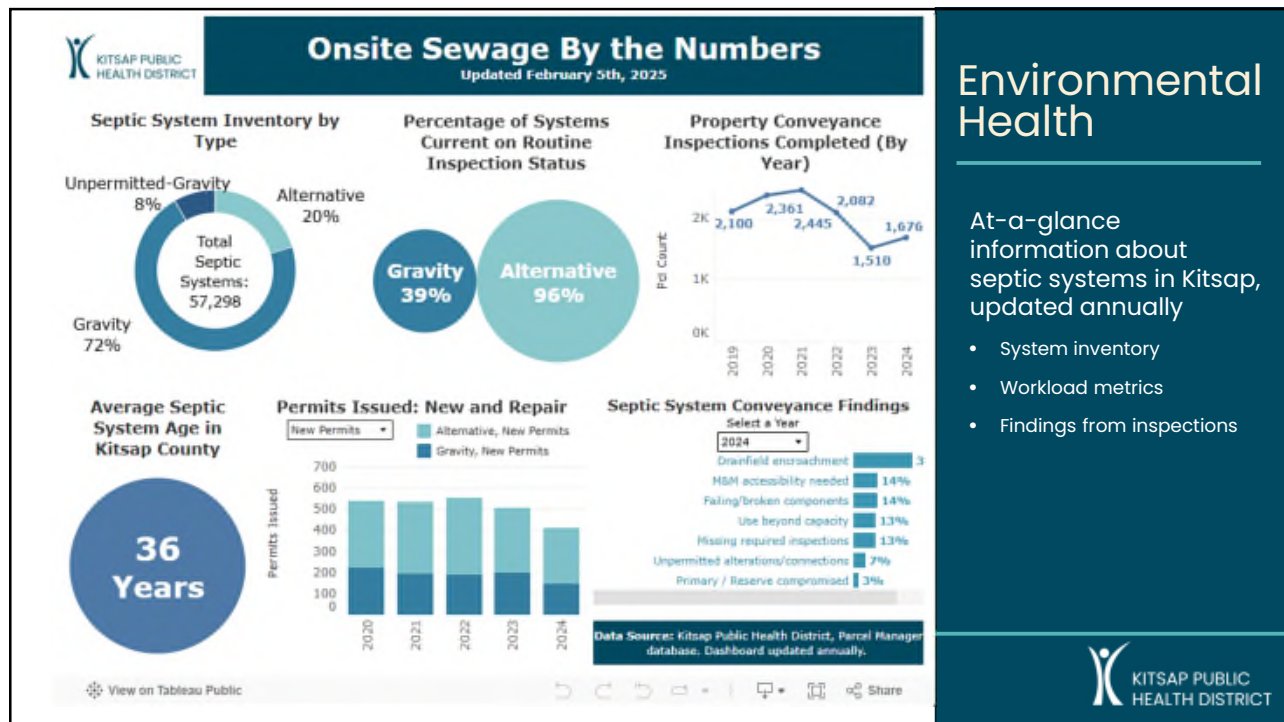 KITSAP PUBLIC
HEALTH DISTRICT
Onsite Sewage By the Numbers
Updated February 5th, 2025
Septic System Inventory by
Type
Unpermitted-Gravity
8%
Alternative
20%
Total
Septic
Systems:
57,298
Gravity
72%
Percentage of Systems
Current on Routine
Inspection Status
Gravity
39%
Alternative
96%
Property Conveyance
Inspections Completed (By
Year)
Pcl Count:
2K
1K
0K
2,100
2,361
2,445
2,082
1,510
1,676
2019
2020
2021
2022
2023
2024
Average Septic
System Age in
Kitsap County
36
Years
Permits Issued: New and Repair
New Permits
Alternative, New Permits
Gravity, New Permits
Permits Issued
700
600
500
400
300
200
100
0
2020
2021
2022
2023
2024
Septic System Conveyance Findings
Select a Year
2024
Drainfield encroachment 3
M&M accessibility needed 14%
Failing/broken components 14%
Use beyond capacity 13%
Missing required inspections 13%
Unpermitted alterations/connections 7%
Primary / Reserve compromised 3%
Data Source: Kitsap Public Health District, Parcel Manager
database. Dashboard updated annually.
View on Tableau Public
Share
Environmental
Health
At-a-glance
information about
septic systems in Kitsap,
updated annually
• System inventory
• Workload metrics
• Findings from inspections
KITSAP PUBLIC
HEALTH DISTRICT